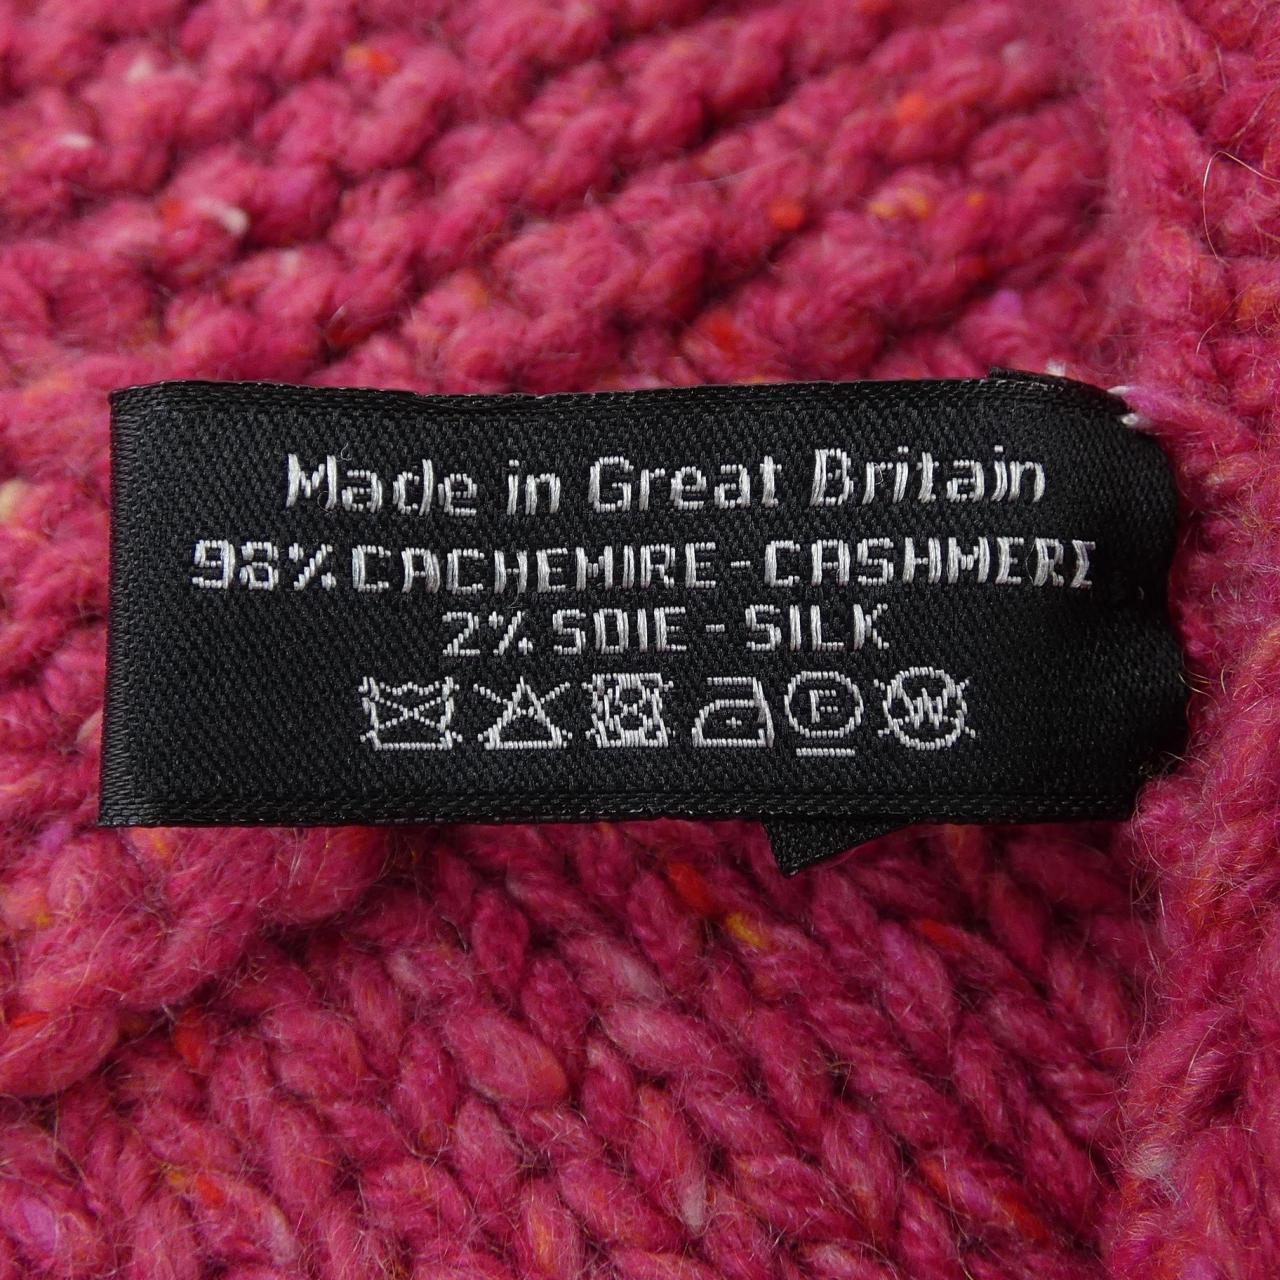 Made in Great Britain
98% CACHEMIRE - CASHMERE
2% SOIE - SILK
F W